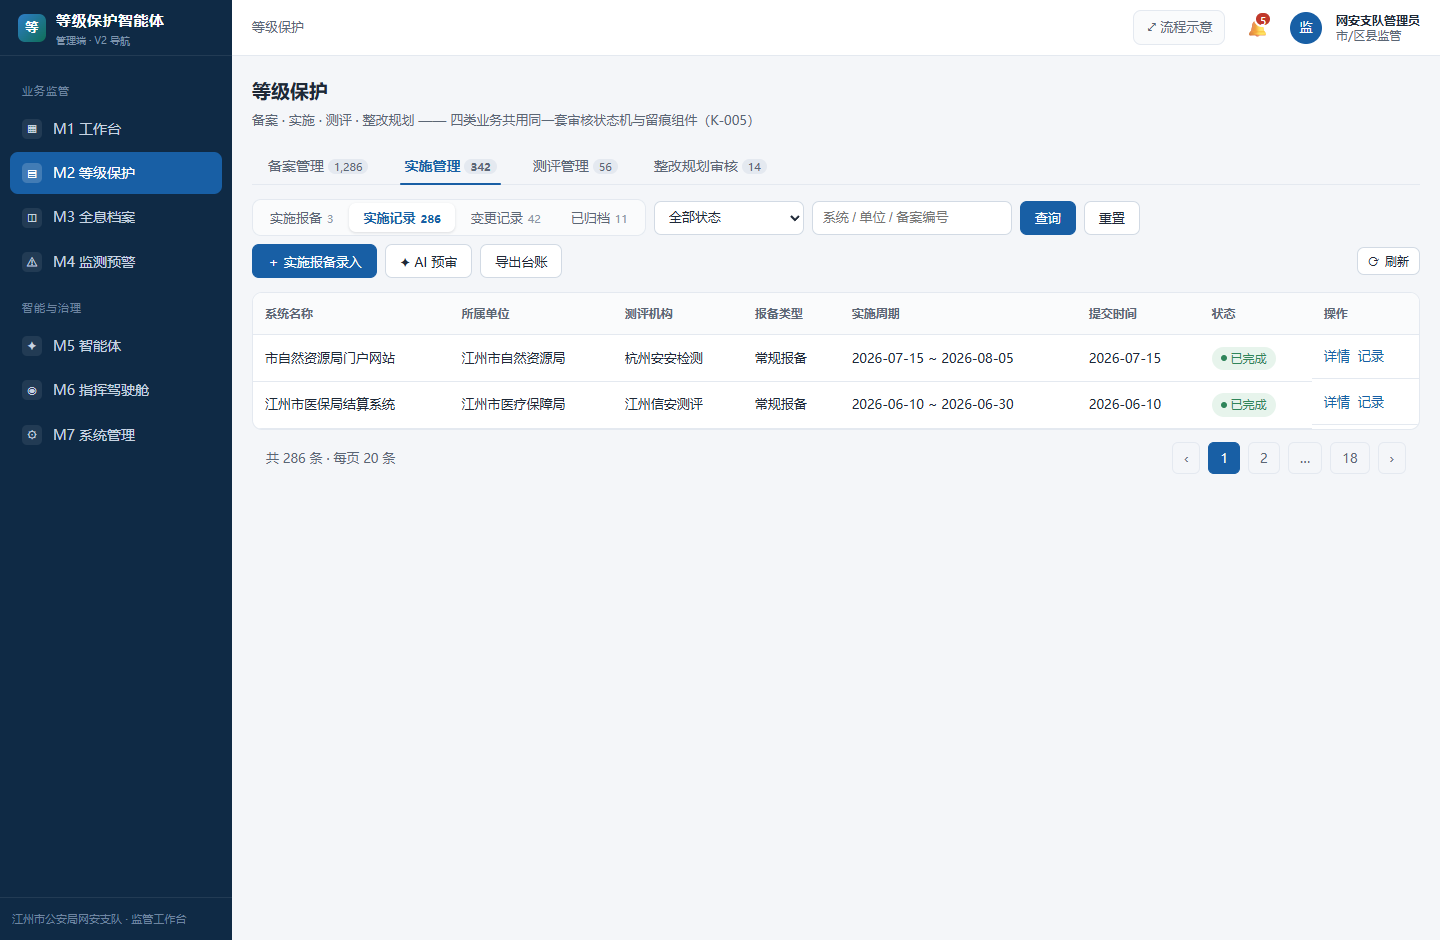 等
等级保护智能体
管理端 · V2 导航
业务监管
M1 工作台
M2 等级保护
M3 全息档案
M4 监测预警
智能与治理
M5 智能体
M6 指挥驾驶舱
M7 系统管理
江州市公安局网安支队 · 监管工作台
等级保护
流程示意
5
监
网安支队管理员
市/区县监管
等级保护
备案 · 实施 · 测评 · 整改规划 —— 四类业务共用同一套审核状态机与留痕组件（K-005）
备案管理 1,286 实施管理 342 测评管理 56 整改规划审核 14
实施报备 3 实施记录 286 变更记录 42 已归档 11 全部状态 系统 / 单位 / 备案编号 查询 重置
+ 实施报备录入 ✦ AI 预审 导出台账 刷新
系统名称 所属单位 测评机构 报备类型 实施周期 提交时间 状态 操作
市自然资源局门户网站 江州市自然资源局 杭州安安检测 常规报备 2026-07-15 ~ 2026-08-05 2026-07-15 已完成 详情 记录
江州市医保局结算系统 江州市医疗保障局 江州信安测评 常规报备 2026-06-10 ~ 2026-06-30 2026-06-10 已完成 详情 记录
共 286 条 · 每页 20 条 ‹ 1 2 … 18 ›